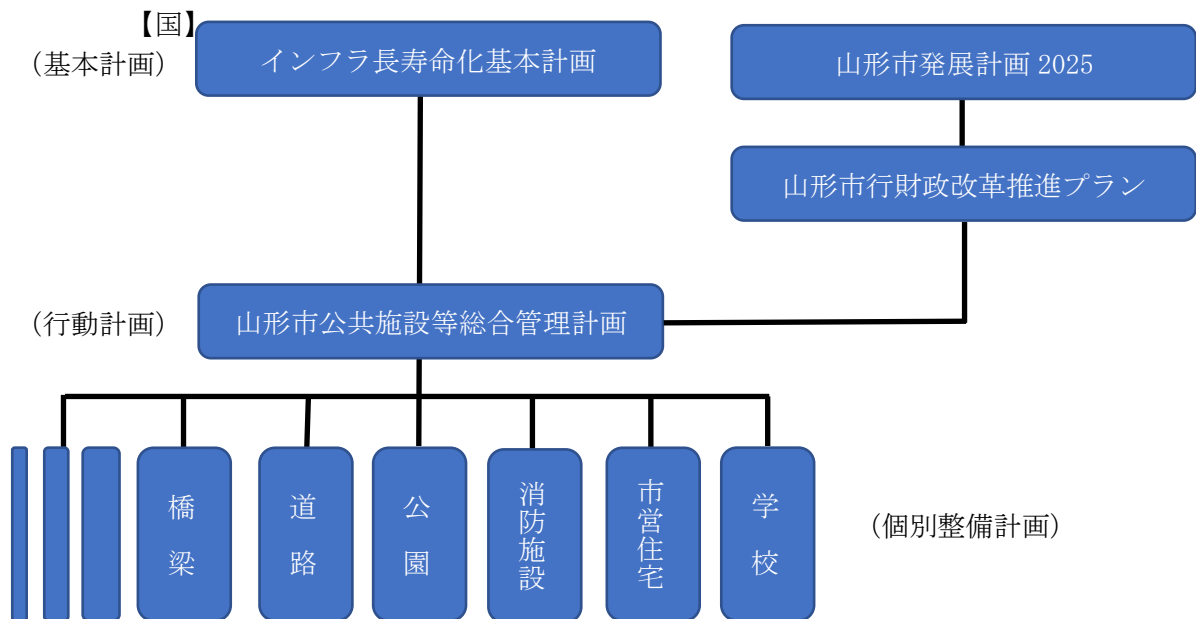 【国】
(基本計画)
インフラ長寿命化基本計画
山形市発展計画 2025
山形市行財政改革推進プラン
(行動計画)
山形市公共施設等総合管理計画
橋梁
道路
公園
消防施設
市営住宅
学校
(個別整備計画)